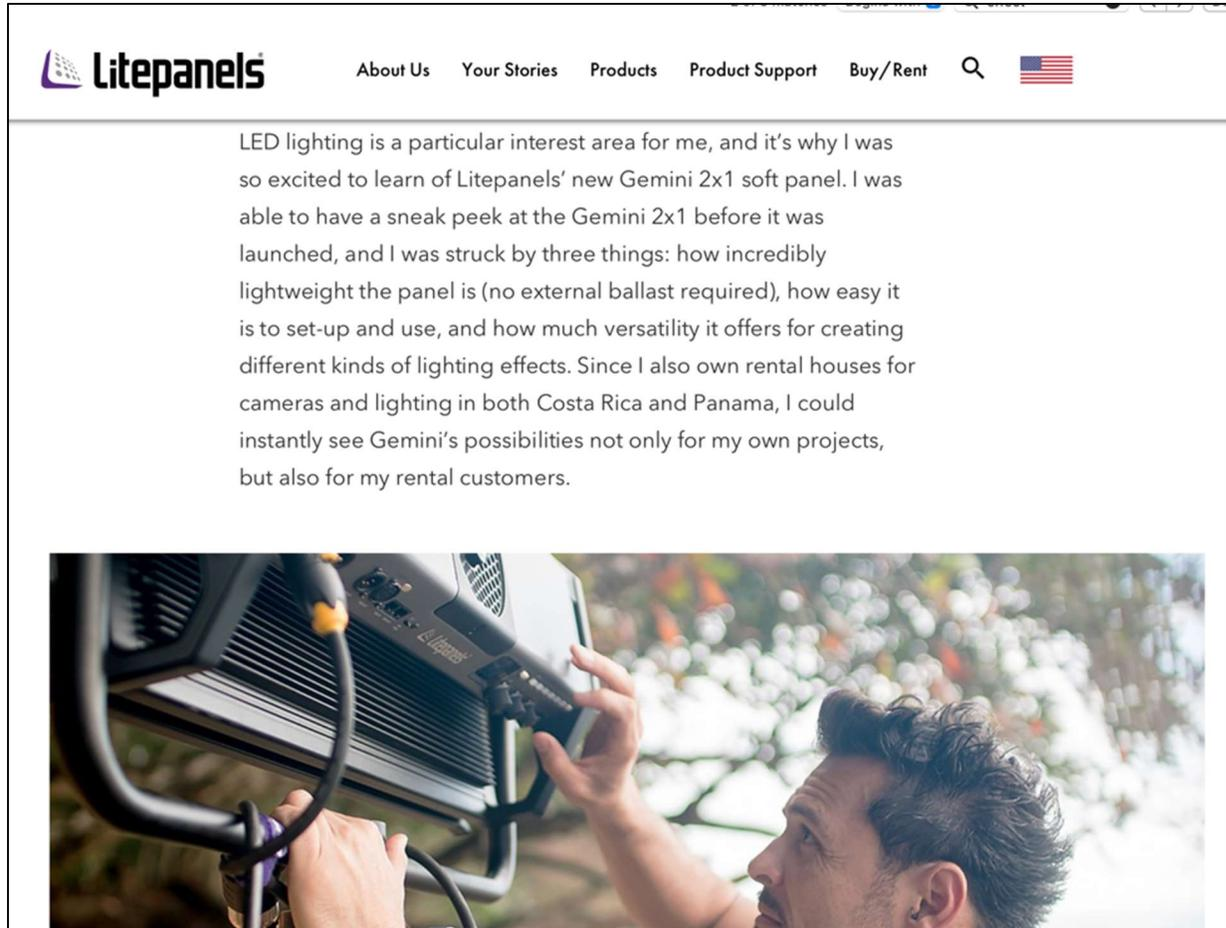 Litepanels
About Us Your Stories Products Product Support Buy/Rent
LED lighting is a particular interest area for me, and it’s why I was
so excited to learn of Litepanels’ new Gemini 2x1 soft panel. I was
able to have a sneak peek at the Gemini 2x1 before it was
launched, and I was struck by three things: how incredibly
lightweight the panel is (no external ballast required), how easy it
is to set-up and use, and how much versatility it offers for creating
different kinds of lighting effects. Since I also own rental houses for
cameras and lighting in both Costa Rica and Panama, I could
instantly see Gemini’s possibilities not only for my own projects,
but also for my rental customers.
Litepanels